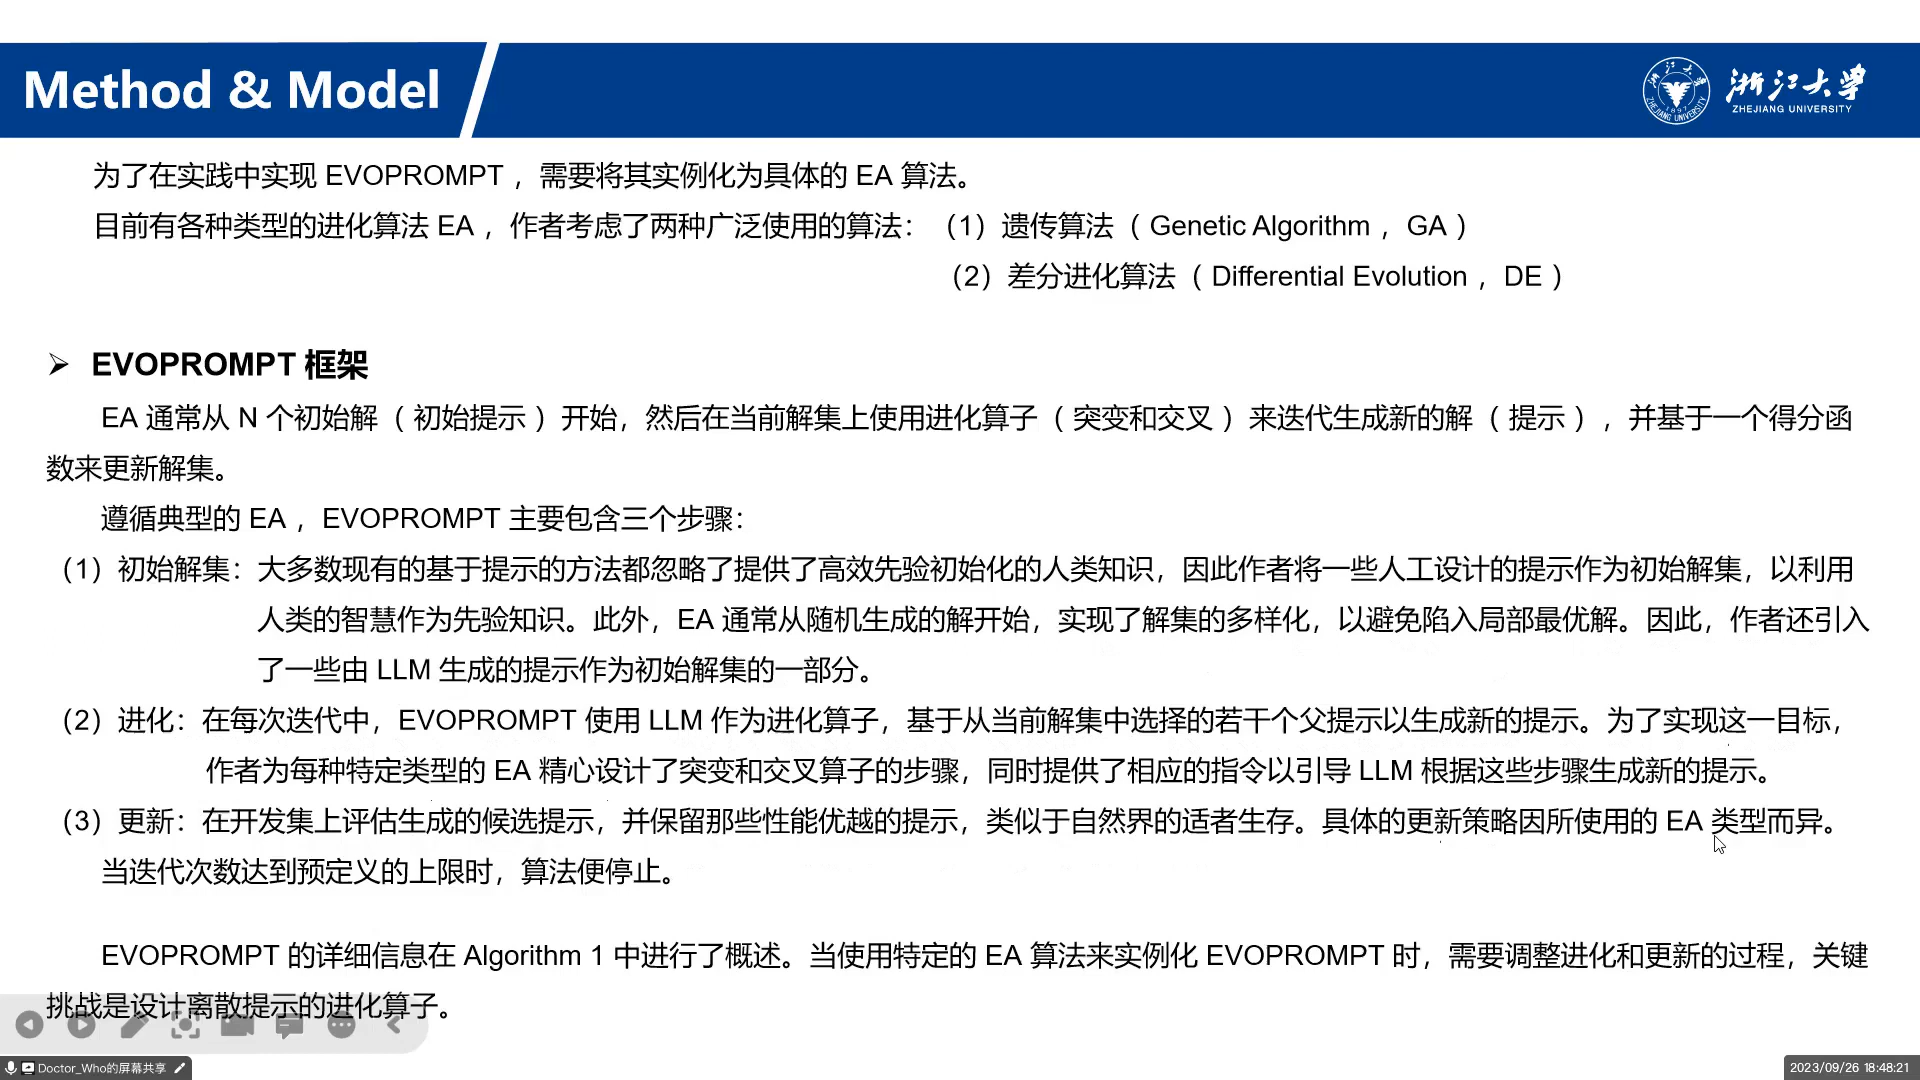 Method & Model
浙江大学
ZHEJIANG UNIVERSITY
为了在实践中实现 EVOPROMPT ，需要将其实例化为具体的 EA 算法。
目前有各种类型的进化算法 EA ，作者考虑了两种广泛使用的算法：（1）遗传算法（ Genetic Algorithm ，GA ）
（2）差分进化算法（ Differential Evolution ，DE ）
➢ EVOPROMPT 框架
EA 通常从 N 个初始解（ 初始提示 ）开始，然后在当前解集上使用进化算子（ 突变和交叉 ）来迭代生成新的解（ 提示 ），并基于一个得分函
数来更新解集。
遵循典型的 EA ，EVOPROMPT 主要包含三个步骤：
（1）初始解集：大多数现有的基于提示的方法都忽略了提供了高效先验初始化的人类知识，因此作者将一些人工设计的提示作为初始解集，以利用
人类的智慧作为先验知识。此外，EA 通常从随机生成的解开始，实现了解集的多样化，以避免陷入局部最优解。因此，作者还引入
了一些由 LLM 生成的提示作为初始解集的一部分。
（2）进化：在每次迭代中，EVOPROMPT 使用 LLM 作为进化算子，基于从当前解集中选择的若干个父提示以生成新的提示。为了实现这一目标，
作者为每种特定类型的 EA 精心设计了突变和交叉算子的步骤，同时提供了相应的指令以引导 LLM 根据这些步骤生成新的提示。
（3）更新：在开发集上评估生成的候选提示，并保留那些性能优越的提示，类似于自然界的适者生存。具体的更新策略因所使用的 EA 类型而异。
当迭代次数达到预定义的上限时，算法便停止。
EVOPROMPT 的详细信息在 Algorithm 1 中进行了概述。当使用特定的 EA 算法来实例化 EVOPROMPT 时，需要调整进化和更新的过程，关键
挑战是设计离散提示的进化算子。
Doctor_Who的屏幕共享
2023/09/26 18:48:21